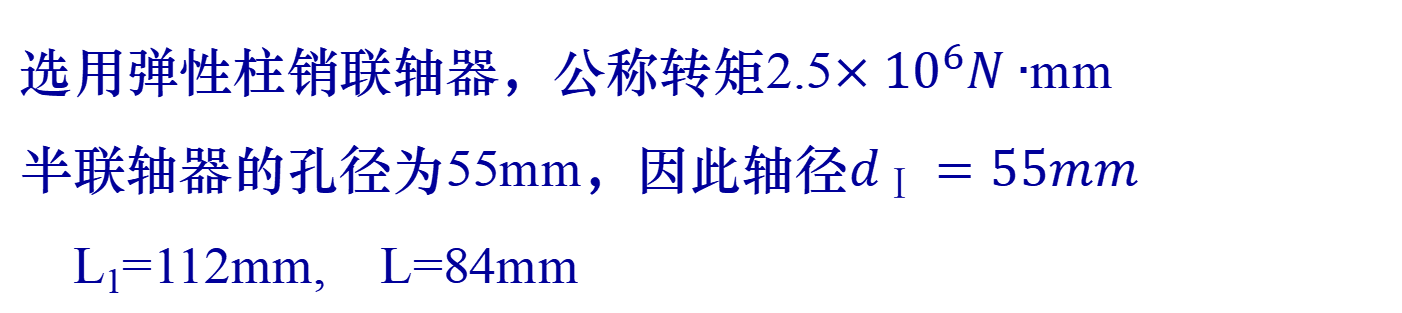 选用弹性柱销联轴器，公称转矩2.5× 10⁶N ·mm
半联轴器的孔径为55mm，因此轴径d Ⅰ = 55mm
L₁=112mm, L=84mm